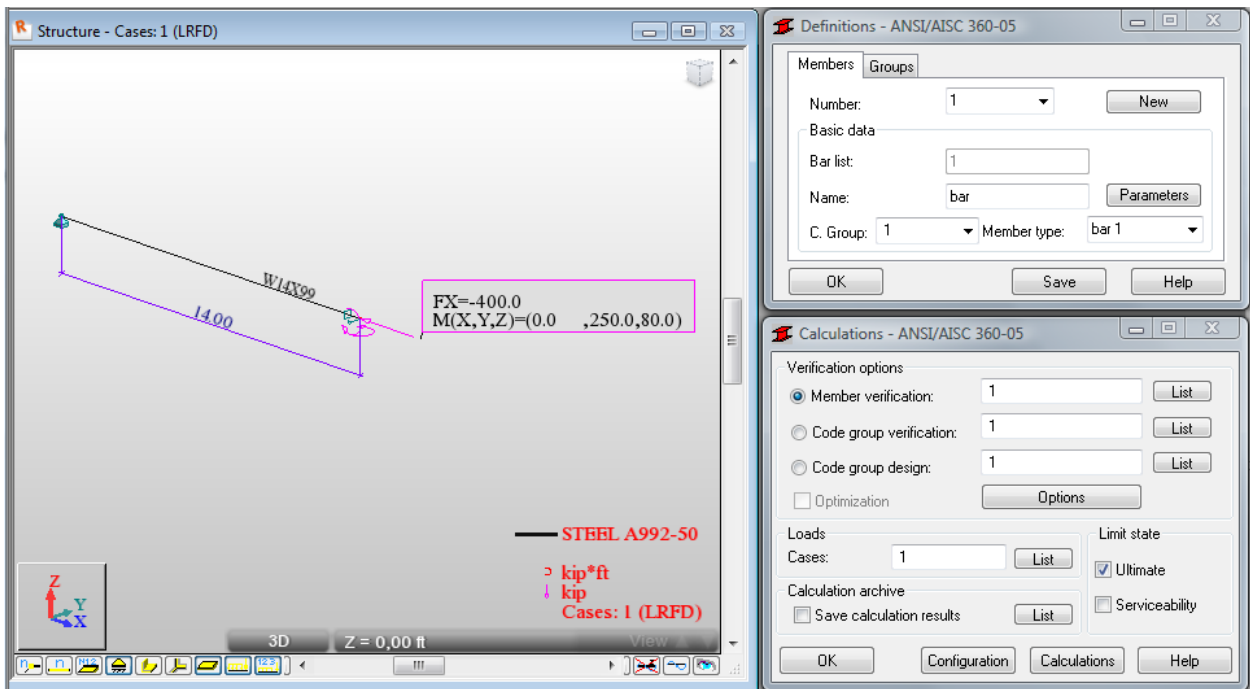 Structure - Cases: 1 (LRFD)
W14X99
14.00
FX=-400.0
M(X,Y,Z)=(0.0 ,250.0,80.0)
STEEL A992-50
kip*ft
kip
Cases: 1 (LRFD)
Z
Y
X
3D
Z = 0,00 ft
View
Definitions - ANSI/AISC 360-05
Members Groups
Number: 1 New
Basic data
Bar list: 1
Name: bar Parameters
C. Group: 1 Member type: bar 1
OK Save Help
Calculations - ANSI/AISC 360-05
Verification options
Member verification: 1 List
Code group verification: 1 List
Code group design: 1 List
Optimization Options
Loads Limit state
Cases: 1 List
Ultimate
Calculation archive
Save calculation results List
Serviceability
OK Configuration Calculations Help